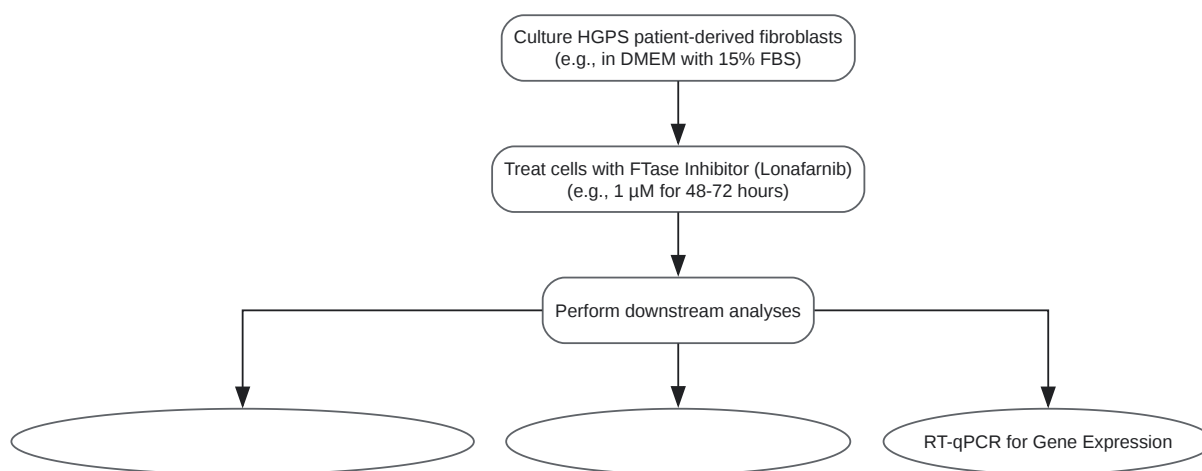 Culture HGPS patient-derived fibroblasts
(e.g., in DMEM with 15% FBS)
Treat cells with FTase Inhibitor (Lonafarnib)
(e.g., 1 µM for 48-72 hours)
Perform downstream analyses
RT-qPCR for Gene Expression